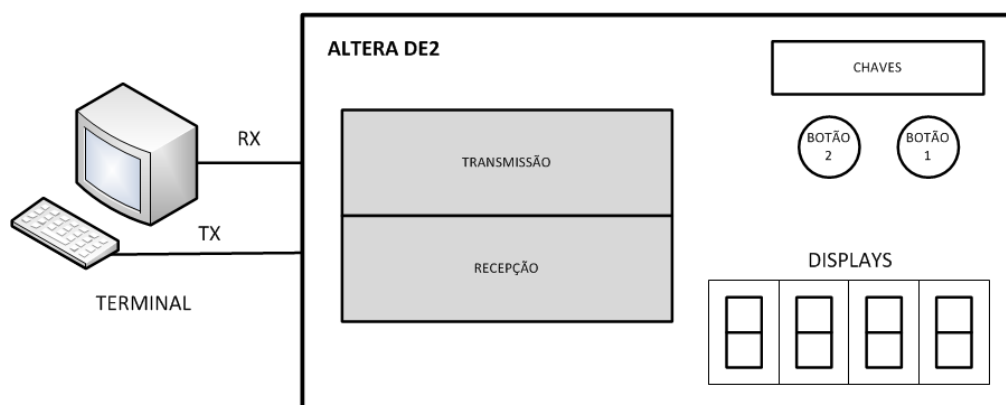 ALTERA DE2
CHAVES
BOTÃO
2
BOTÃO
1
RX
TRANSMISSÃO
TX
RECEPÇÃO
TERMINAL
DISPLAYS